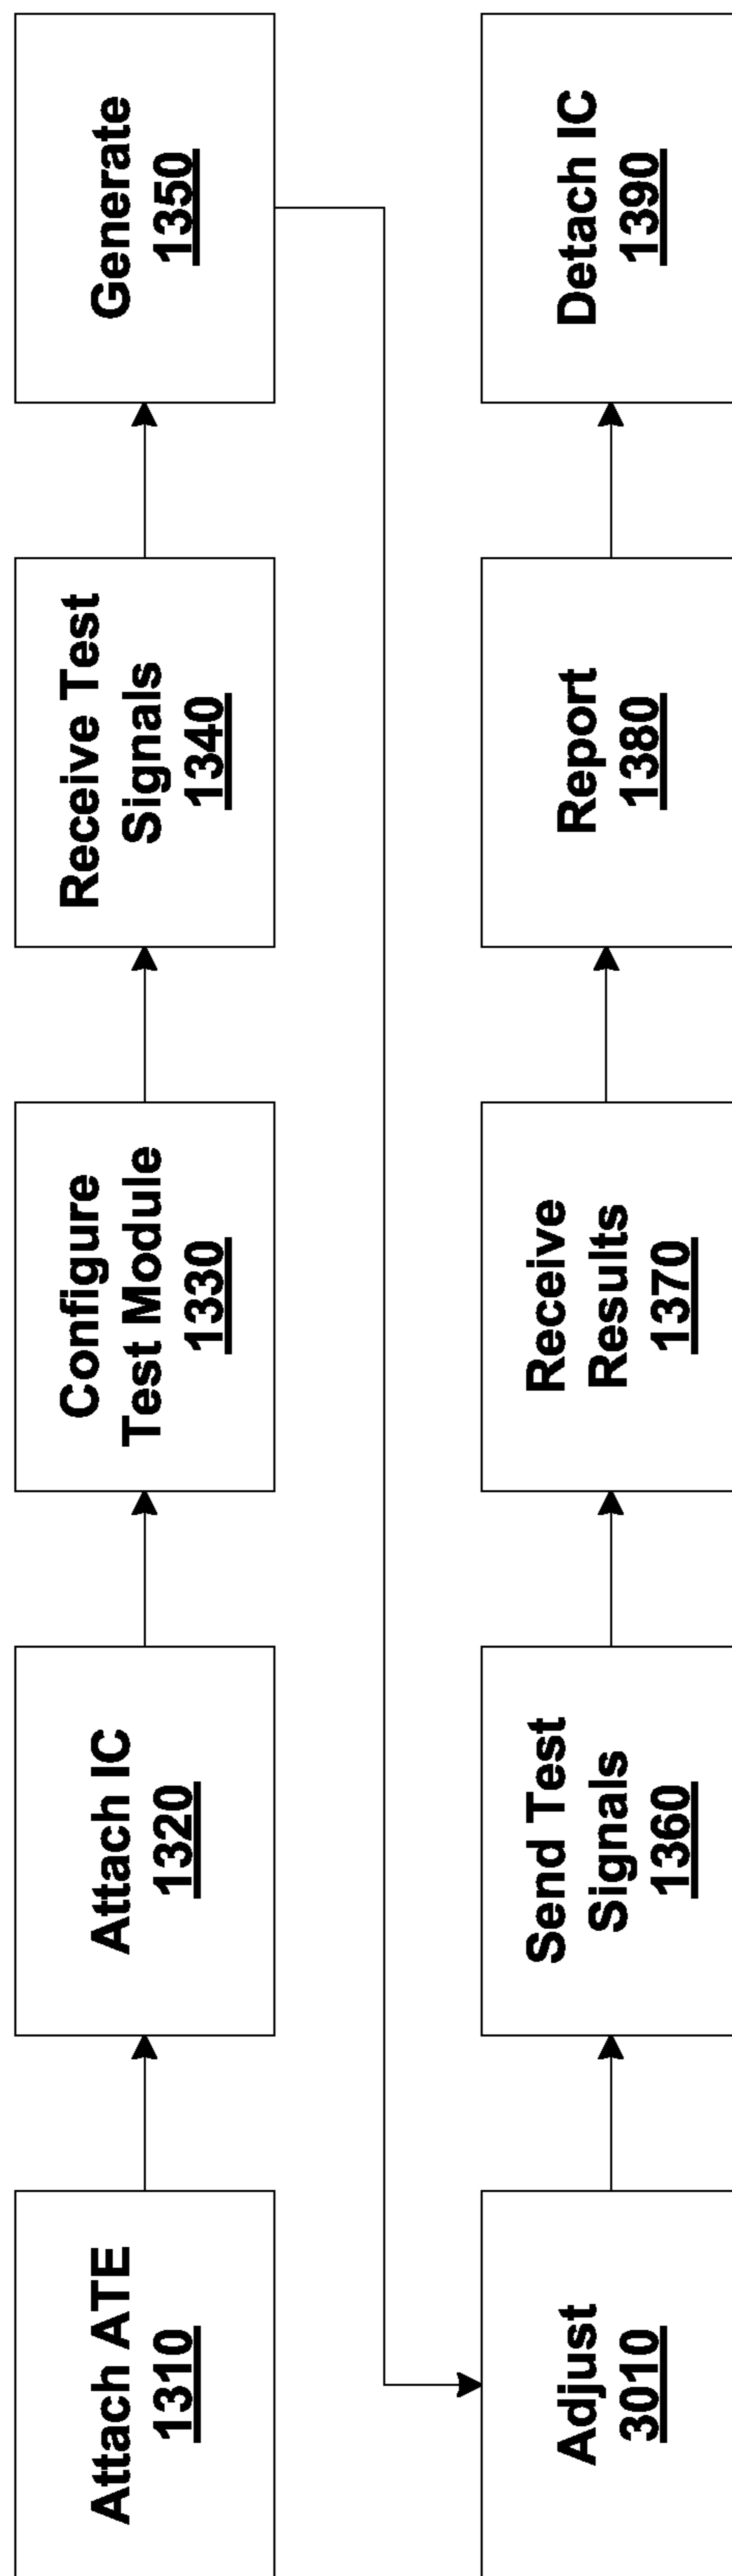 Attach ATE
1310
Attach IC
1320
Configure
Test Module
1330
Receive Test
Signals
1340
Generate
1350
Adjust
3010
Send Test
Signals
1360
Receive
Results
1370
Report
1380
Detach IC
1390